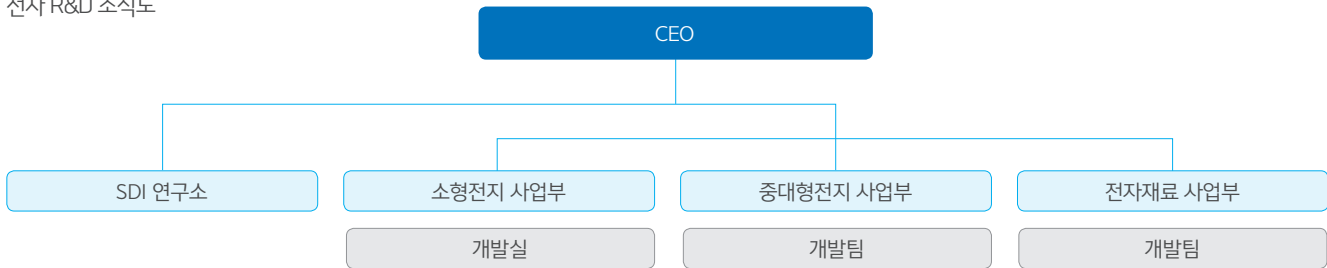 전자 R&D 조직도
CEO
SDI 연구소
소형전지 사업부
중대형전지 사업부
전자재료 사업부
개발실
개발팀
개발팀